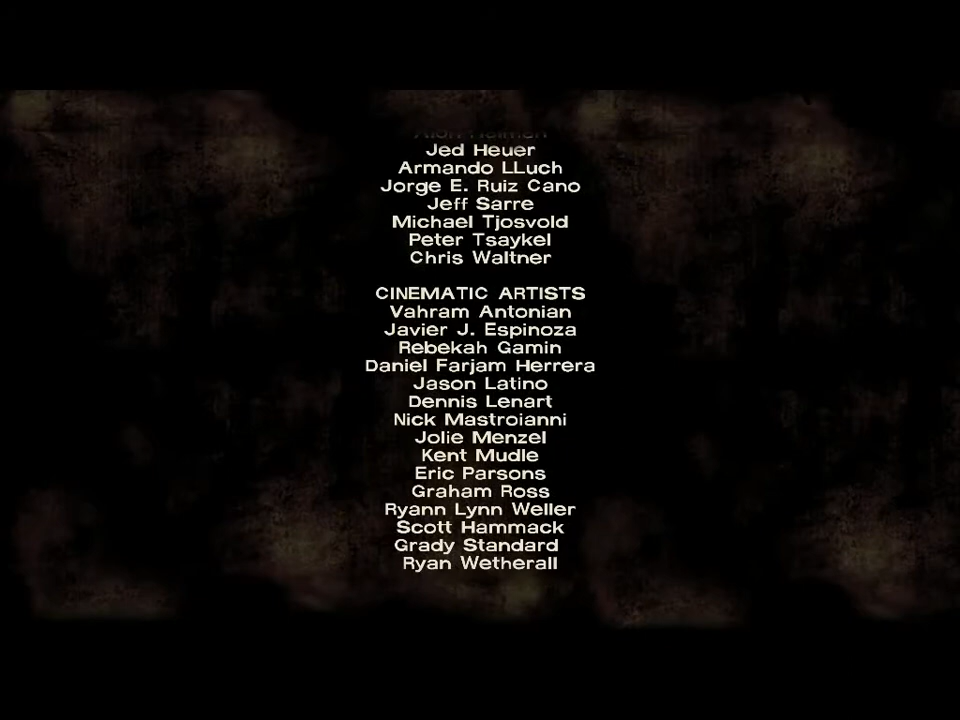 Jed Heuer
Armando LLuch
Jorge E. Ruiz Cano
Jeff Sarre
Michael Tjosvold
Peter Tsaykel
Chris Waltner
CINEMATIC ARTISTS
Vahram Antonian
Javier J. Espinoza
Rebekah Gamin
Daniel Farjam Herrera
Jason Latino
Dennis Lenart
Nick Mastroianni
Jolie Menzel
Kent Mudle
Eric Parsons
Graham Ross
Ryann Lynn Weller
Scott Hammack
Grady Standard
Ryan Wetherall